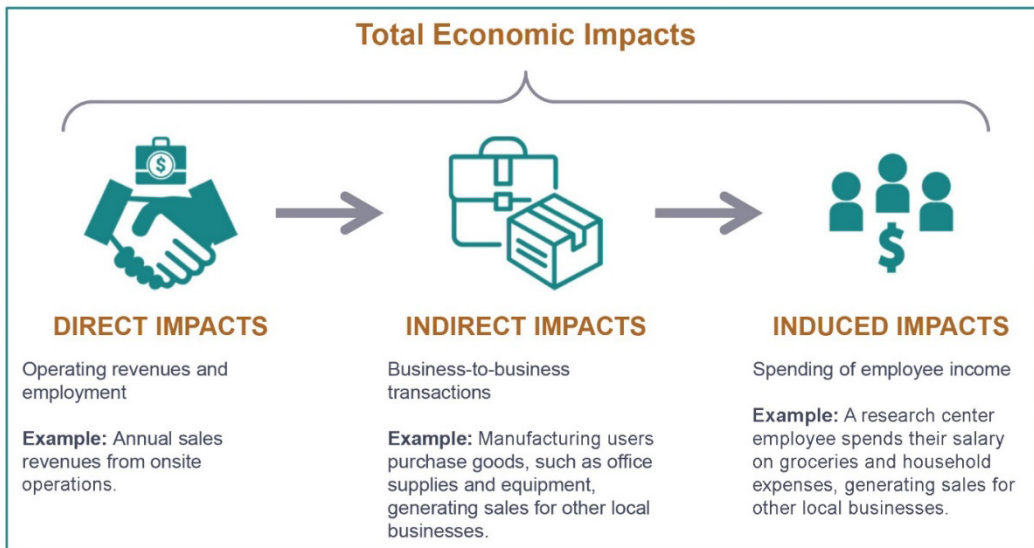 Total Economic Impacts
$
$
DIRECT IMPACTS
Operating revenues and
employment
Example: Annual sales
revenues from onsite
operations.
INDIRECT IMPACTS
Business-to-business
transactions
Example: Manufacturing users
purchase goods, such as office
supplies and equipment,
generating sales for other local
businesses.
INDUCED IMPACTS
Spending of employee income
Example: A research center
employee spends their salary
on groceries and household
expenses, generating sales for
other local businesses.